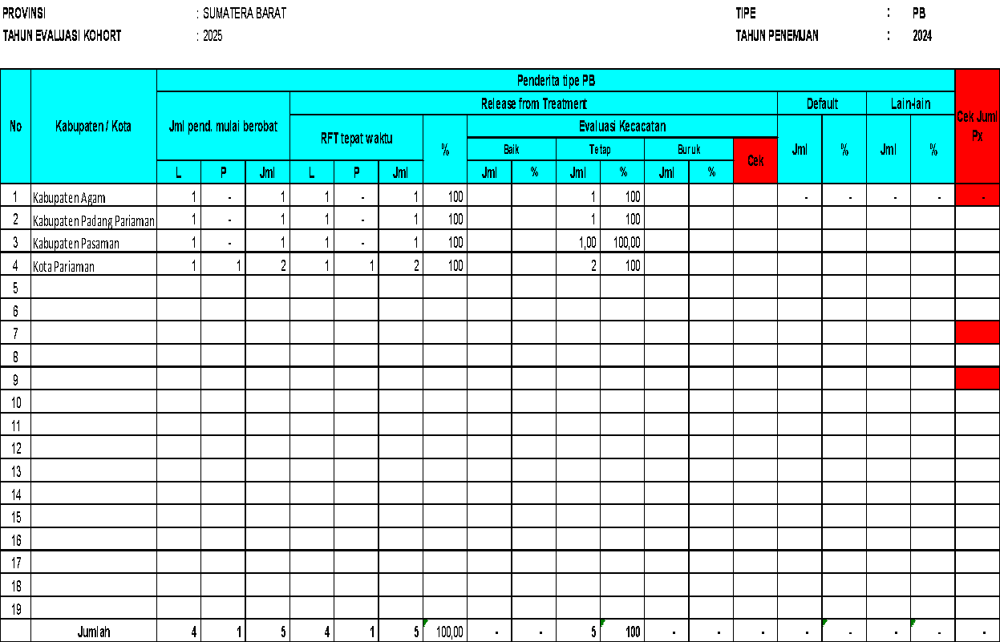 PROVINSI : SUMATERA BARAT TIPE : PB
TAHUN EVALUASI KOHORT : 2025 TAHUN PENEMUAN : 2024
No Kabupaten / Kota Penderita tipe PB Cek Juml Px
Jml pend. mulai berobat Release from Treatment Default Lain-lain
RFT tepat waktu % Evaluasi Kecacatan Jml % Jml %
Baik Tetap Buruk Cek
L P Jml L P Jml Jml % Jml % Jml %
1 Kabupaten Agam 1 - 1 1 - 1 100 1 100 - - - - -
2 Kabupaten Padang Pariaman 1 - 1 1 - 1 100 1 100
3 Kabupaten Pasaman 1 - 1 1 - 1 100 1,00 100,00
4 Kota Pariaman 1 1 2 1 1 2 100 2 100
5
6
7
8
9
10
11
12
13
14
15
16
17
18
19
Jumlah 4 1 5 4 1 5 100,00 - - 5 100 - - - - - - - -